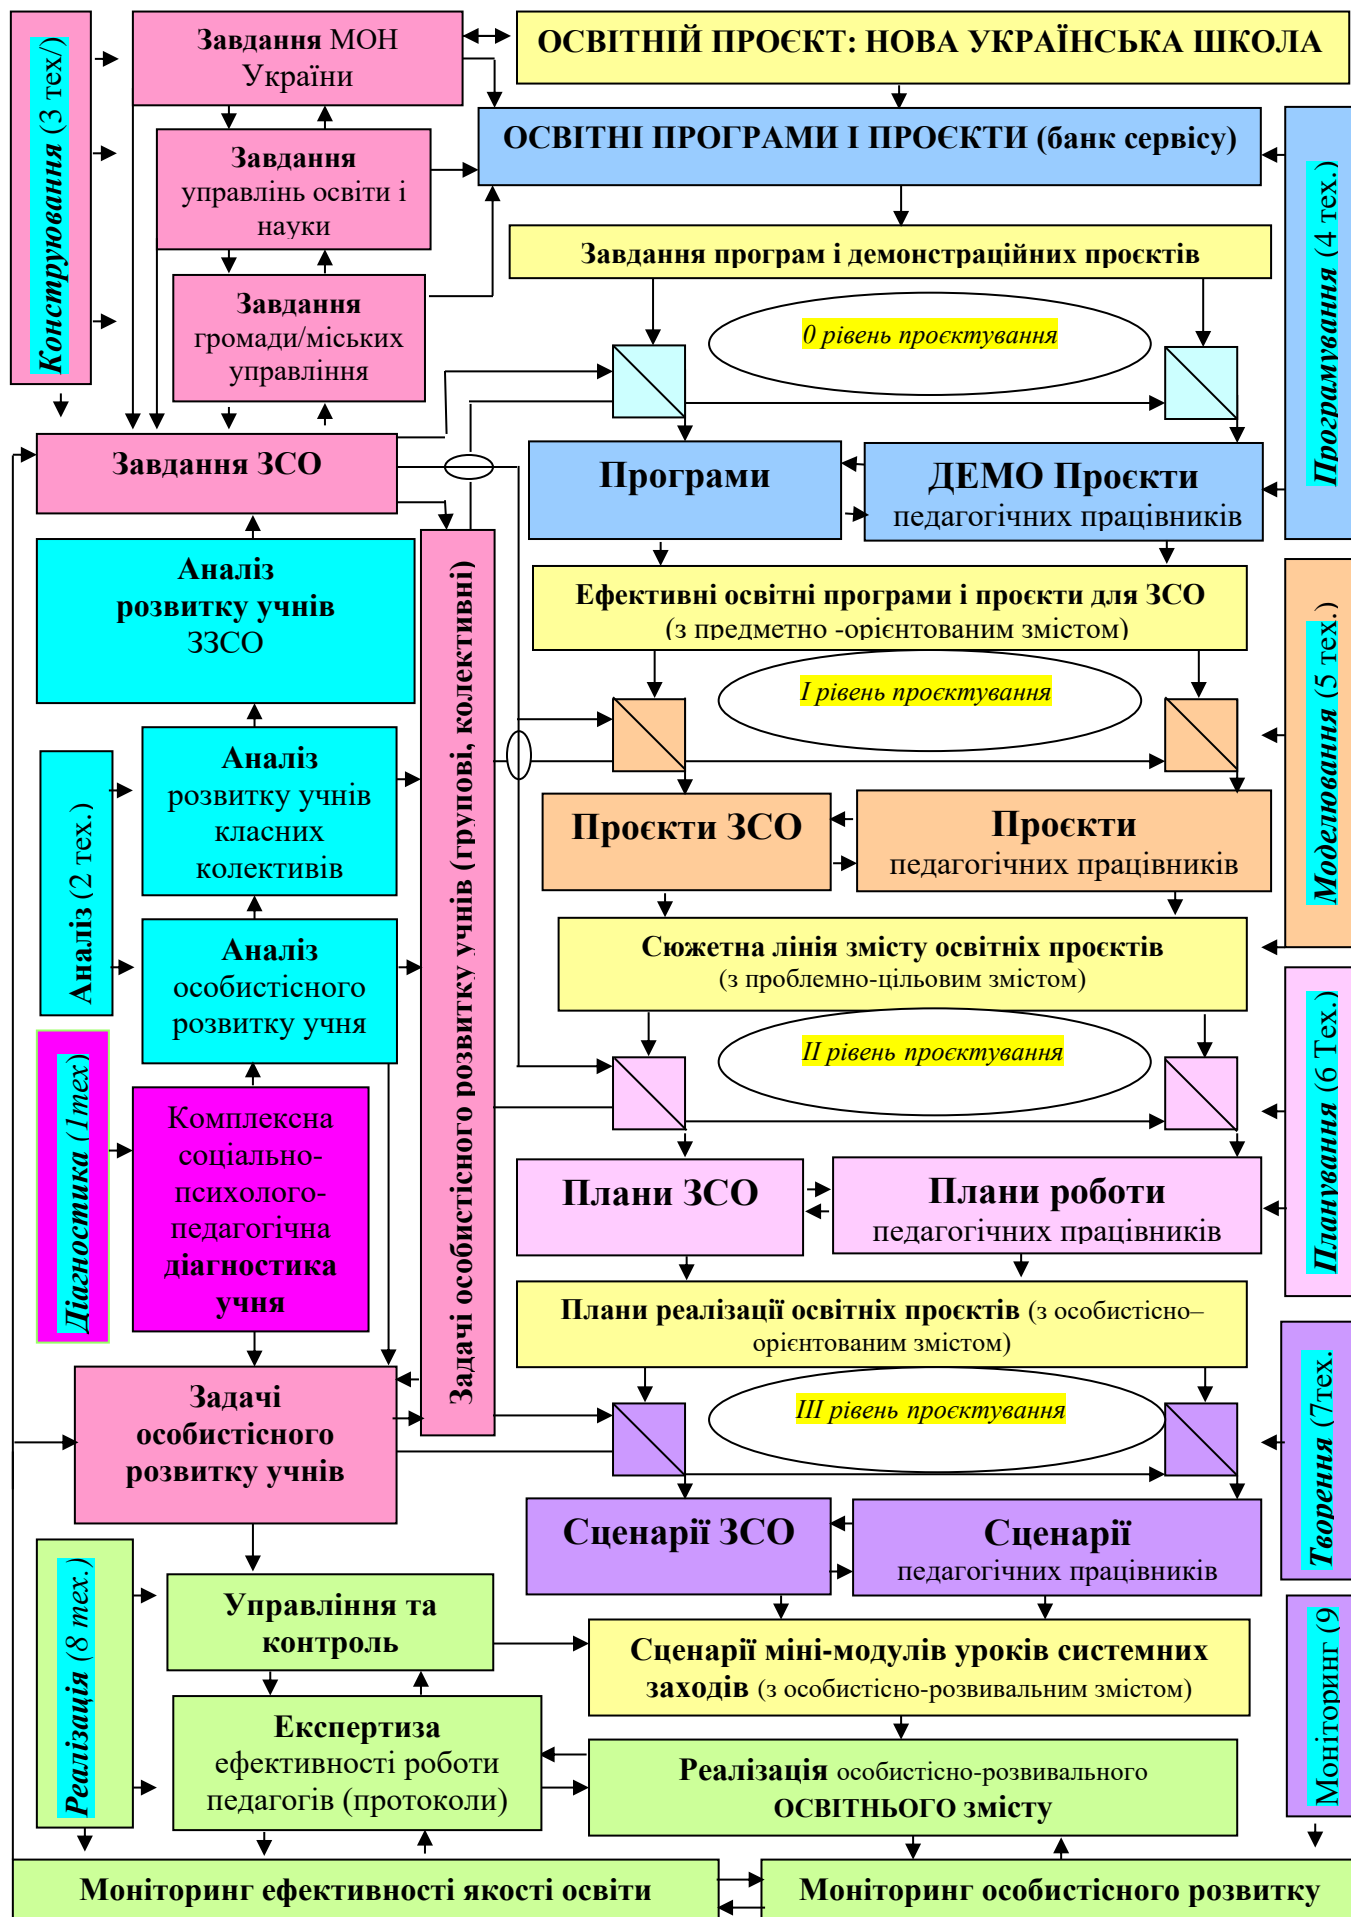 Конструювання (3 тех/)
Завдання МОН
України
ОСВІТНІЙ ПРОЄКТ: НОВА УКРАЇНСЬКА ШКОЛА
ОСВІТНІ ПРОГРАМИ І ПРОЄКТИ (банк сервісу)
Завдання
управлінь освіти і
науки
Завдання програм і демонстраційних проєктів
Завдання
громади/міських
управління
0 рівень проєктування
Програмування (4 тех.)
Завдання ЗСО
Програми
ДЕМО Проєкти
педагогічних працівників
Аналіз
розвитку учнів
ЗЗСО
Задачі особистісного розвитку учнів (групові, колективні)
Ефективні освітні програми і проєкти для ЗСО
(з предметно -орієнтованим змістом)
І рівень проєктування
Моделювання (5 тех.)
Аналіз (2 тех.)
Аналіз
розвитку учнів
класних
колективів
Проєкти ЗСО
Проєкти
педагогічних працівників
Аналіз
особистісного
розвитку учня
Сюжетна лінія змісту освітніх проєктів
(з проблемно-цільовим змістом)
ІІ рівень проєктування
Планування (6 Тех.)
Діагностика (1тех)
Комплексна
соціально-
психолого-
педагогічна
діагностика
учня
Плани ЗСО
Плани роботи
педагогічних працівників
Плани реалізації освітніх проєктів (з особистісно–
орієнтованим змістом)
Задачі
особистісного
розвитку учнів
ІІІ рівень проєктування
Творення (7тех.
Сценарії ЗСО
Сценарії
педагогічних працівників
Реалізація (8 тех.)
Управління та
контроль
Сценарії міні-модулів уроків системних
заходів (з особистісно-розвивальним змістом)
Моніторинг (9
Експертиза
ефективності роботи
педагогів (протоколи)
Реалізація особистісно-розвивального
ОСВІТНЬОГО змісту
Моніторинг ефективності якості освіти
Моніторинг особистісного розвитку